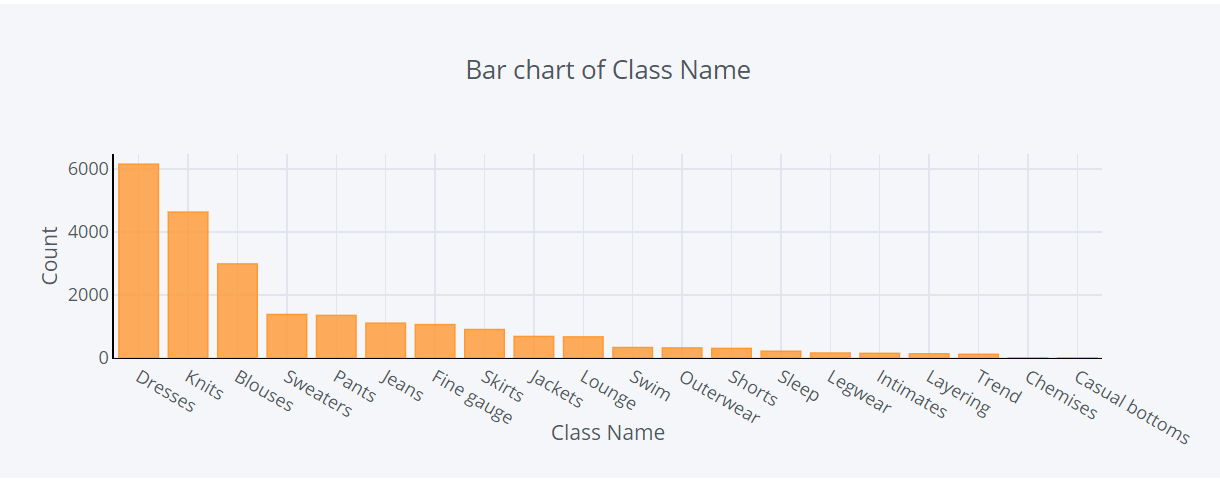 Bar chart of Class Name
6000
4000
2000
0
Count
Dresses
Knits
Blouses
Sweaters
Pants
Jeans
Fine gauge
Skirts
Jackets
Lounge
Swim
Outerwear
Shorts
Sleep
Legwear
Intimates
Layering
Trend
Chemises
Casual bottoms
Class Name